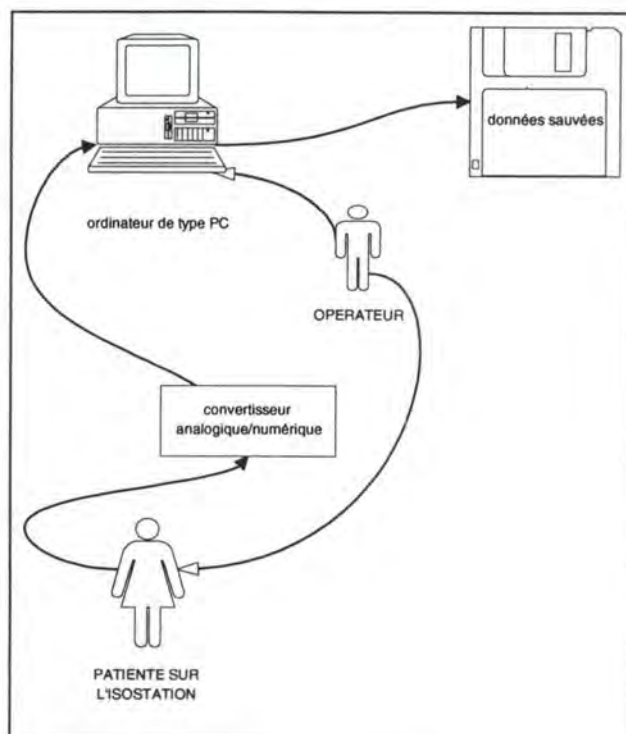 données sauvées
ordinateur de type PC
OPERATEUR
convertisseur
analogique/numérique
PATIENTE SUR
L'ISOSTATION